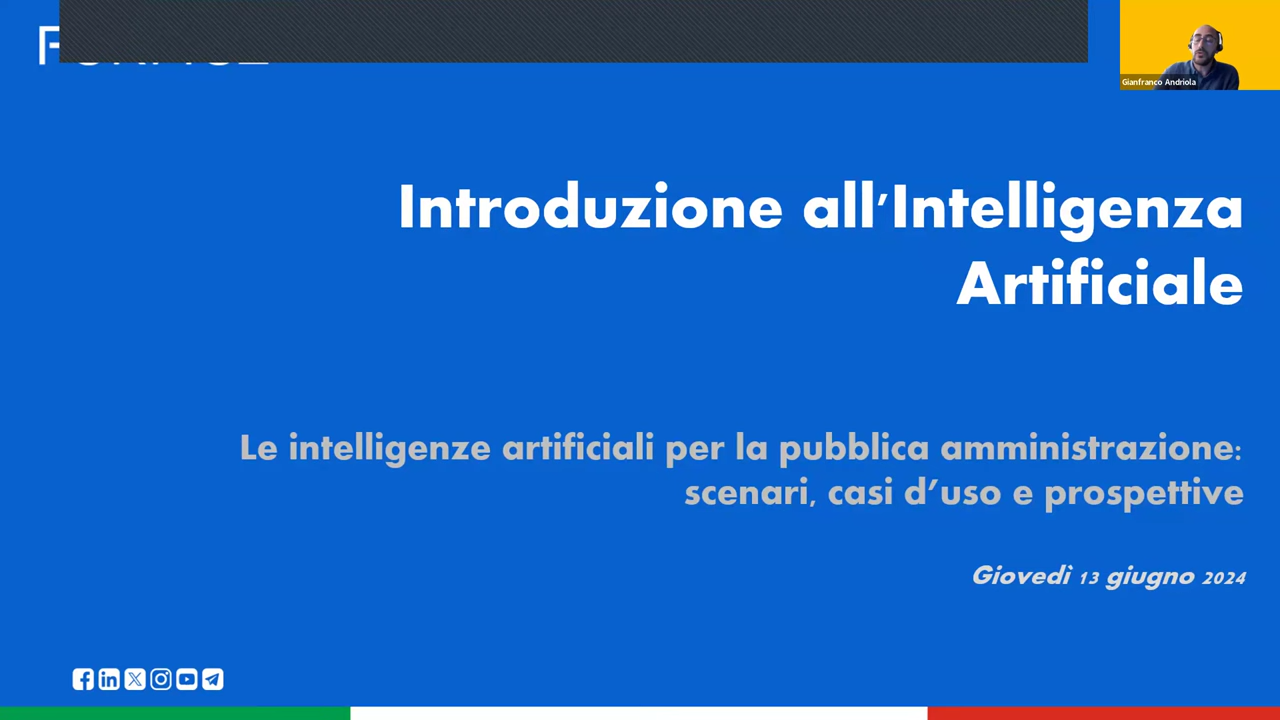 Gianfranco Andriola
Introduzione all'Intelligenza
Artificiale
Le intelligenze artificiali per la pubblica amministrazione:
scenari, casi d’uso e prospettive
Giovedì 13 giugno 2024